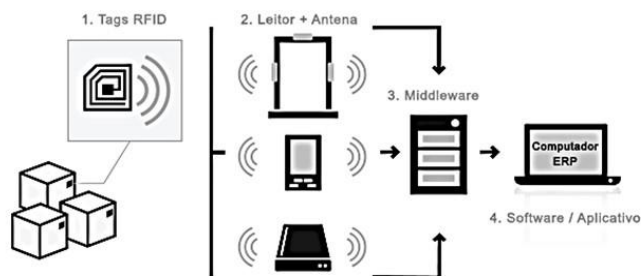 1. Tags RFID
2. Leitor + Antena
3. Middleware
Computador
ERP
4. Software / Aplicativo